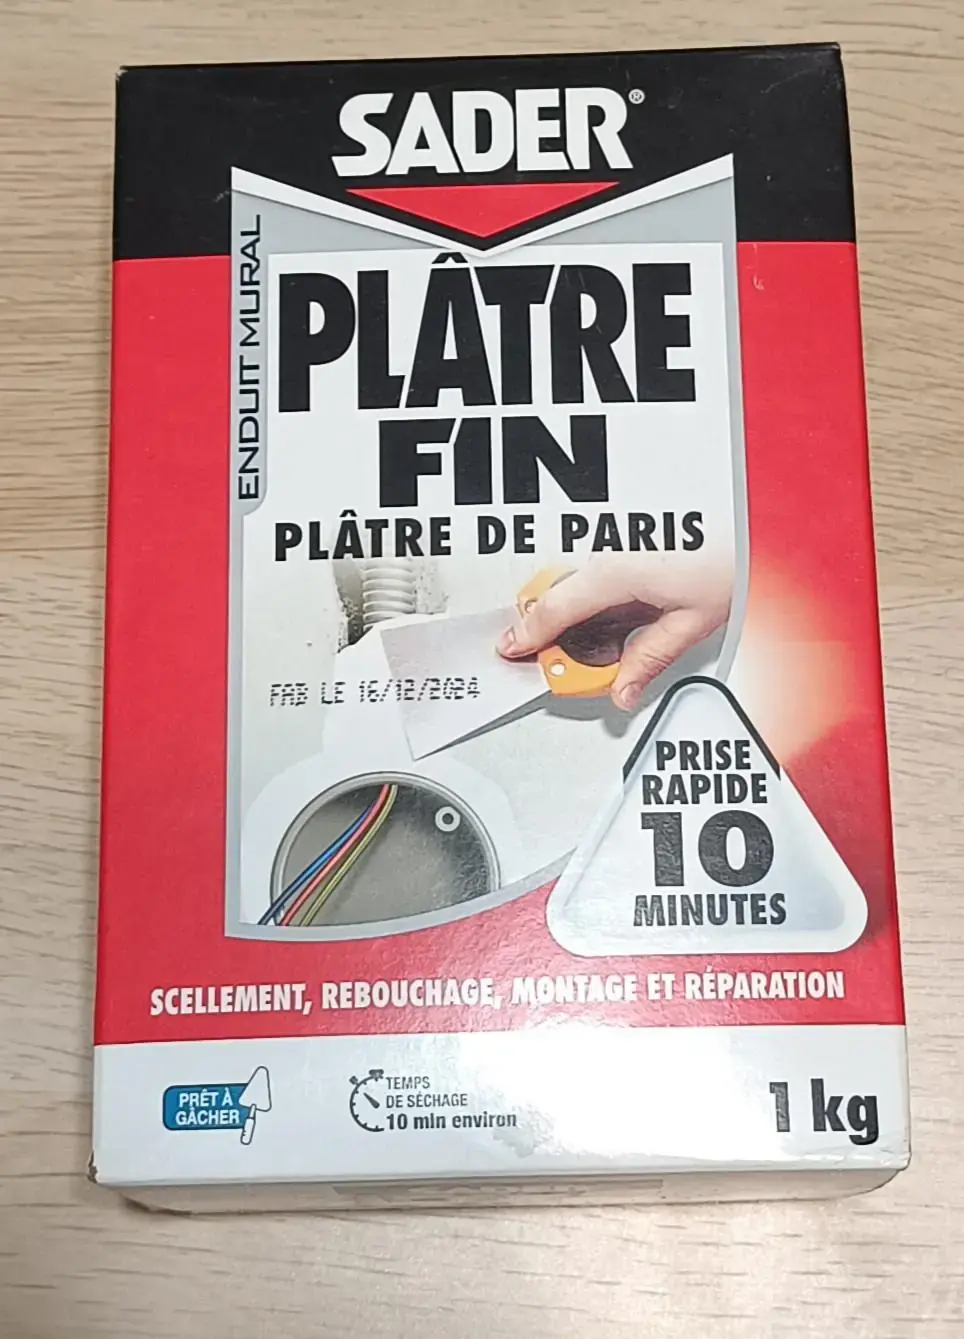 SADER®
ENDUIT MURAL
PLÂTRE
FIN
PLÂTRE DE PARIS
FAB LE 16/12/2024
PRISE
RAPIDE
10
MINUTES
SCELLEMENT, REBOUCHAGE, MONTAGE ET RÉPARATION
PRÊT À
GÂCHER
TEMPS
DE SÉCHAGE
10 min environ
1 kg